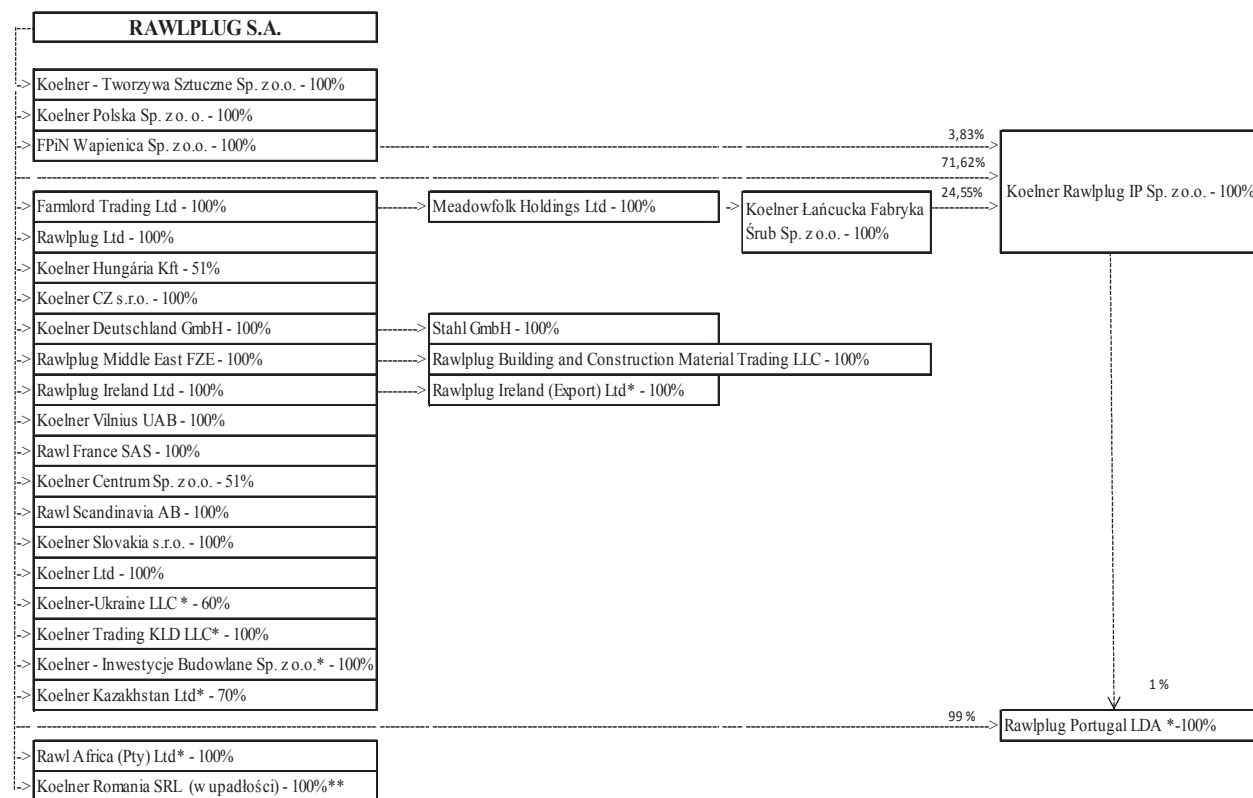 RAWLPLUG S.A.
Koelner - Tworzywa Sztuczne Sp. z o.o. - 100%
Koelner Polska Sp. z o. o. - 100%
FPiN Wapienica Sp. z o.o. - 100%
3,83%
71,62%
Koelner Rawlplug IP Sp. z o.o. - 100%
Farmlord Trading Ltd - 100%
Meadowfolk Holdings Ltd - 100%
Koelner Łańcucka Fabryka
Śrub Sp. z o.o. - 100%
24,55%
Rawlplug Ltd - 100%
Koelner Hungária Kft - 51%
Koelner CZ s.r.o. - 100%
Koelner Deutschland GmbH - 100%
Stahl GmbH - 100%
Rawlplug Middle East FZE - 100%
Rawlplug Building and Construction Material Trading LLC - 100%
Rawlplug Ireland Ltd - 100%
Rawlplug Ireland (Export) Ltd* - 100%
Koelner Vilnius UAB - 100%
Rawl France SAS - 100%
Koelner Centrum Sp. z o.o. - 51%
Rawl Scandinavia AB - 100%
Koelner Slovakia s.r.o. - 100%
Koelner Ltd - 100%
Koelner-Ukraine LLC * - 60%
Koelner Trading KLD LLC* - 100%
Koelner - Inwestycje Budowlane Sp. z o.o.* - 100%
Koelner Kazakhstan Ltd* - 70%
1 %
99 %
Rawlplug Portugal LDA *-100%
Rawl Africa (Pty) Ltd* - 100%
Koelner Romania SRL (w upadłości) - 100%**